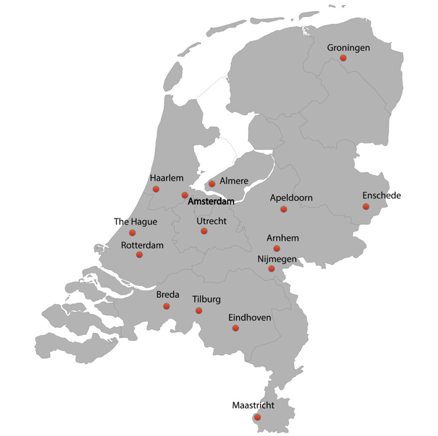 Groningen
Haarlem
Almere
Amsterdam
Apeldoorn
Enschede
The Hague
Utrecht
Rotterdam
Arnhem
Nijmegen
Breda
Tilburg
Eindhoven
Maastricht